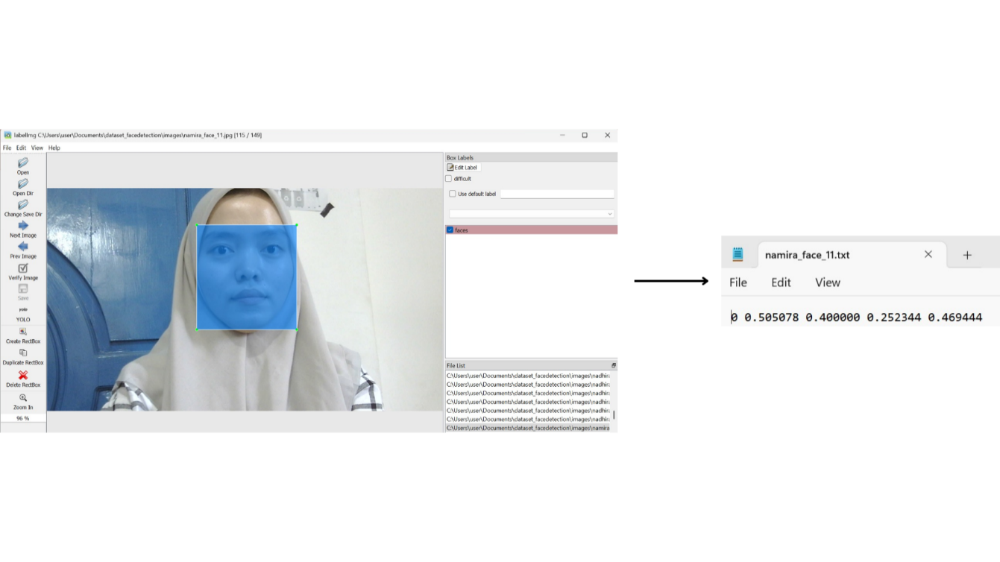 labelImg C:\Users\user\Documents\dataset_facedetection\images\namira_face_11.jpg [115 / 149]
File Edit View Help
Open
Open Dir
Change Save Dir
Next Image
Prev Image
Verify Image
Save
yolo
YOLO
Create RectBox
Duplicate RectBox
Delete RectBox
Zoom In
96 %
Box Labels
Edit Label
difficult
Use default label
faces
File List
C:\Users\user\Documents\dataset_facedetection\images\nadhira
C:\Users\user\Documents\dataset_facedetection\images\nadhira
C:\Users\user\Documents\dataset_facedetection\images\nadhira
C:\Users\user\Documents\dataset_facedetection\images\nadhira
C:\Users\user\Documents\dataset_facedetection\images\nadhira
C:\Users\user\Documents\dataset_facedetection\images\nadhira
C:\Users\user\Documents\dataset_facedetection\images\namira
namira_face_11.txt
File Edit View
0 0.505078 0.400000 0.252344 0.469444